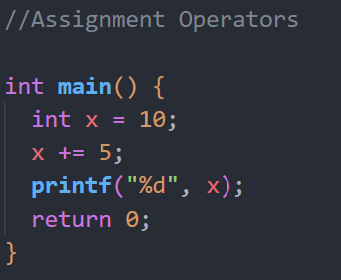 //Assignment Operators
int main() {
int x = 10;
x += 5;
printf("%d", x);
return 0;
}